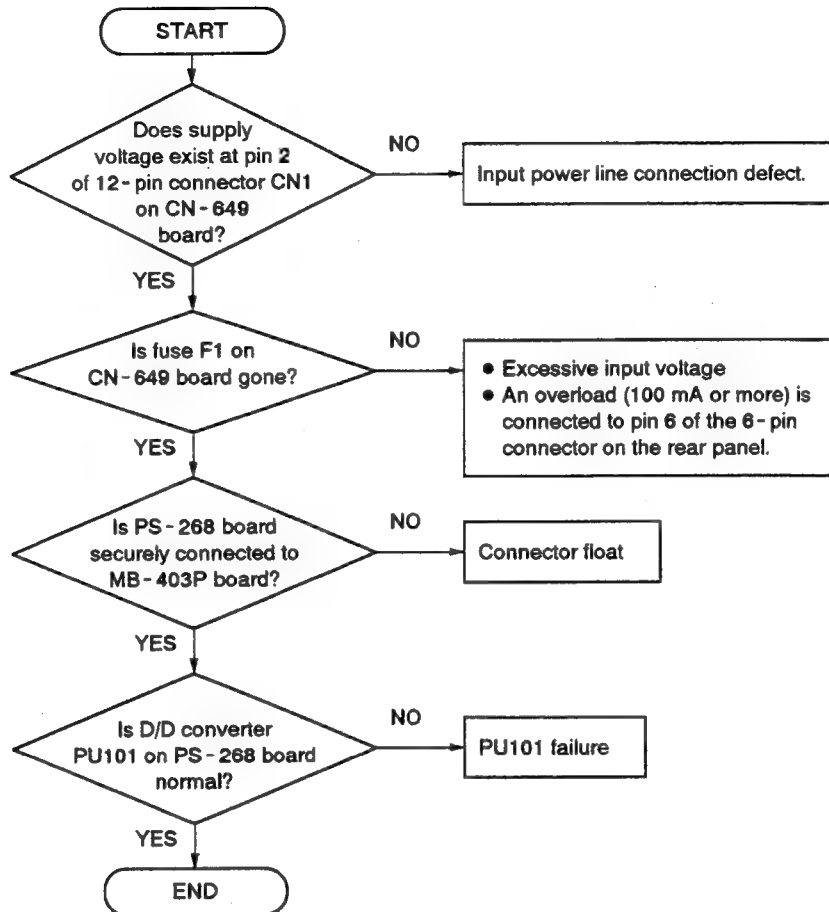 START
Does supply
voltage exist at pin 2
of 12-pin connector CN1
on CN-649
board?
NO
Input power line connection defect.
YES
Is fuse F1 on
CN-649 board gone?
NO
● Excessive input voltage
● An overload (100 mA or more) is
connected to pin 6 of the 6-pin
connector on the rear panel.
YES
Is PS-268 board
securely connected to
MB-403P board?
NO
Connector float
YES
Is D/D converter
PU101 on PS-268 board
normal?
NO
PU101 failure
YES
END